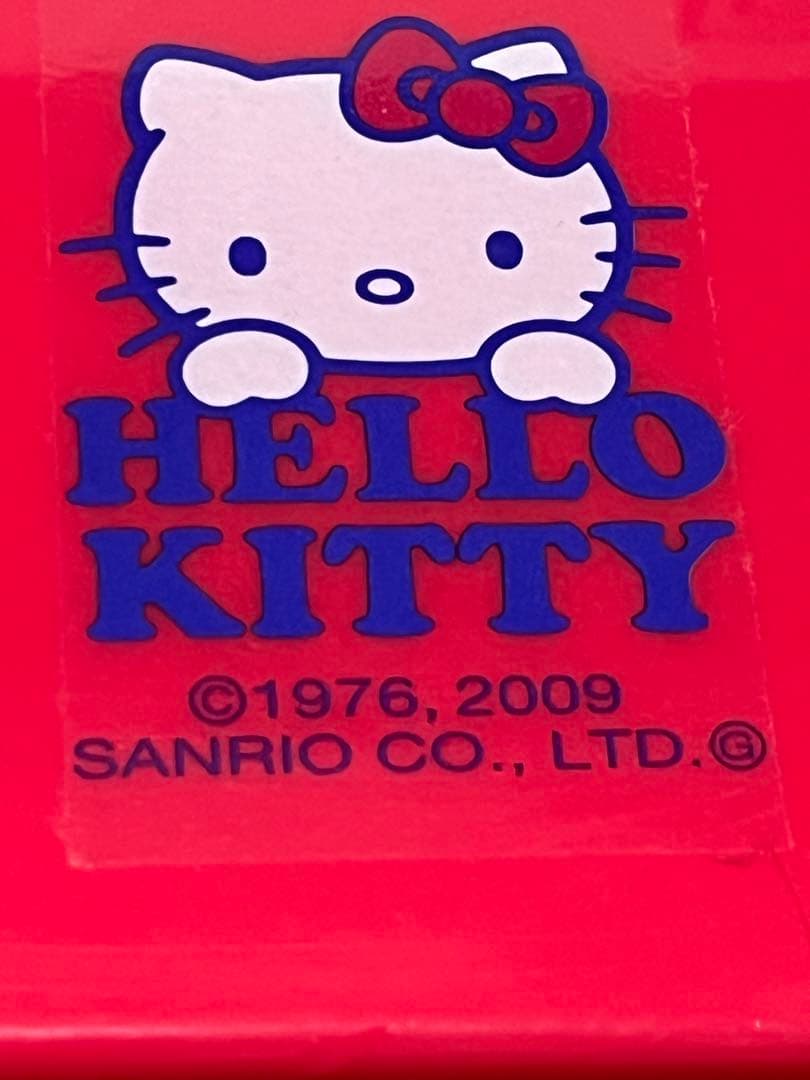 HELLO
KITTY
©1976, 2009
SANRIO CO., LTD.Ⓖ